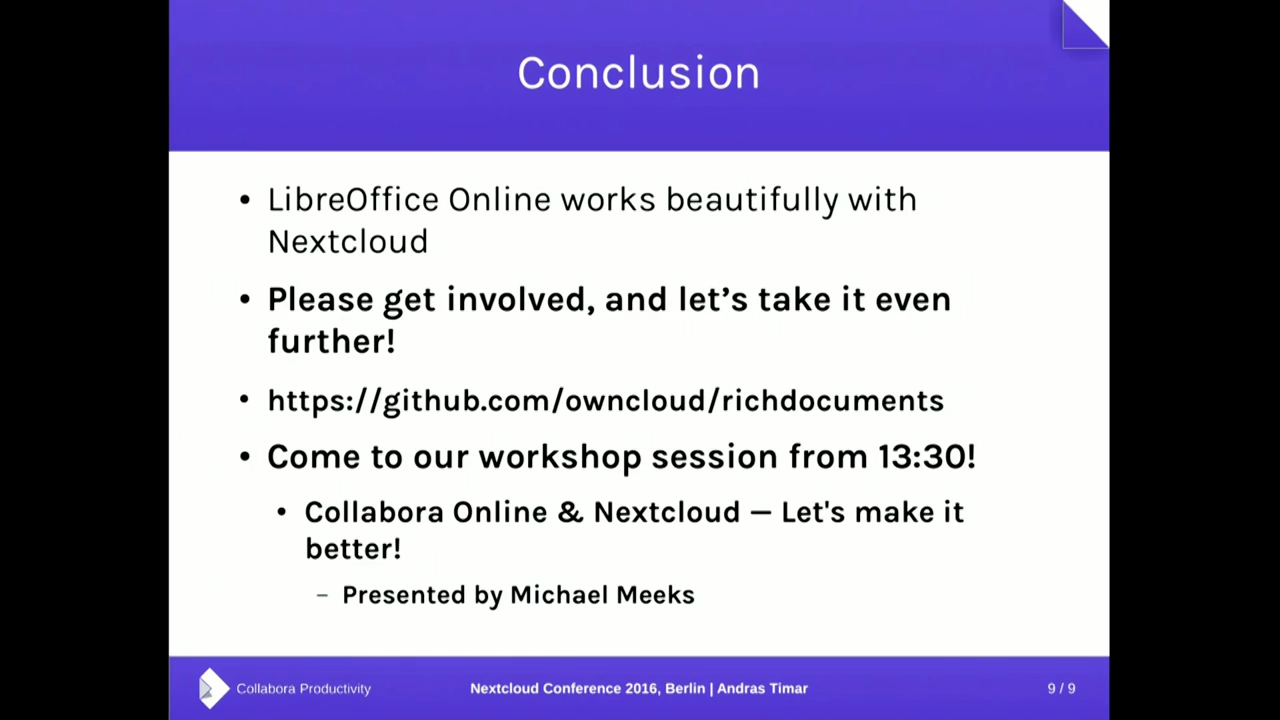 Conclusion
• LibreOffice Online works beautifully with
Nextcloud
• Please get involved, and let’s take it even
further!
• https://github.com/owncloud/richdocuments
• Come to our workshop session from 13:30!
• Collabora Online & Nextcloud — Let's make it
better!
– Presented by Michael Meeks
Collabora Productivity
Nextcloud Conference 2016, Berlin | Andras Timar
9 / 9